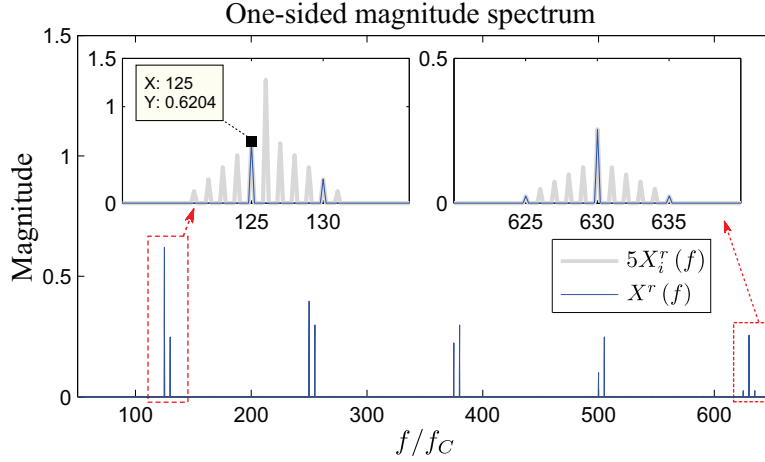 One-sided magnitude spectrum
Magnitude
1.5
1
0.5
0
1.5
1
0
X: 125
Y: 0.6204
125
130
0.5
0
625
630
635
5X_i^r (f)
X^r (f)
100
200
300
400
500
600
f/f_C